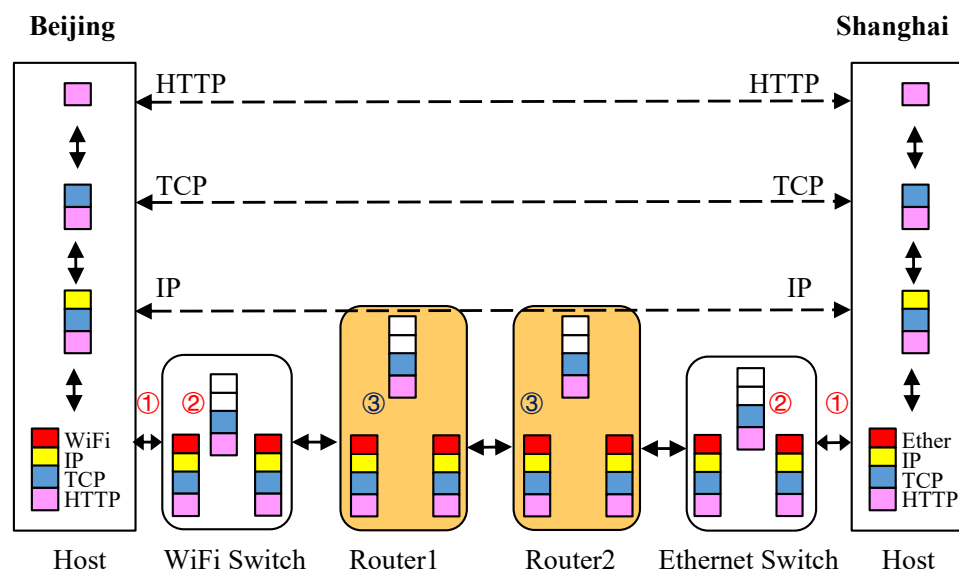 Beijing
Shanghai
HTTP
HTTP
TCP
TCP
IP
IP
①
②
③
③
②
①
WiFi
IP
TCP
HTTP
Ether
IP
TCP
HTTP
Host
WiFi Switch
Router1
Router2
Ethernet Switch
Host